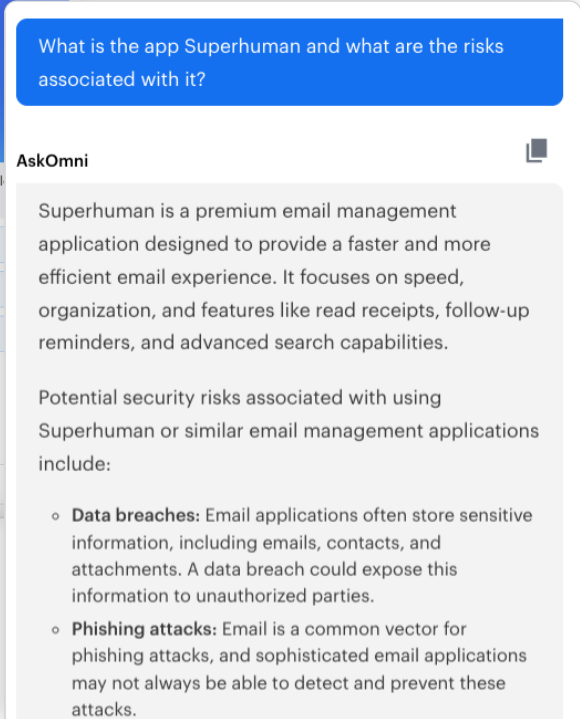 What is the app Superhuman and what are the risks
associated with it?
AskOmni
Superhuman is a premium email management
application designed to provide a faster and more
efficient email experience. It focuses on speed,
organization, and features like read receipts, follow-up
reminders, and advanced search capabilities.
Potential security risks associated with using
Superhuman or similar email management applications
include:
Data breaches: Email applications often store sensitive
information, including emails, contacts, and
attachments. A data breach could expose this
information to unauthorized parties.
Phishing attacks: Email is a common vector for
phishing attacks, and sophisticated email applications
may not always be able to detect and prevent these
attacks.